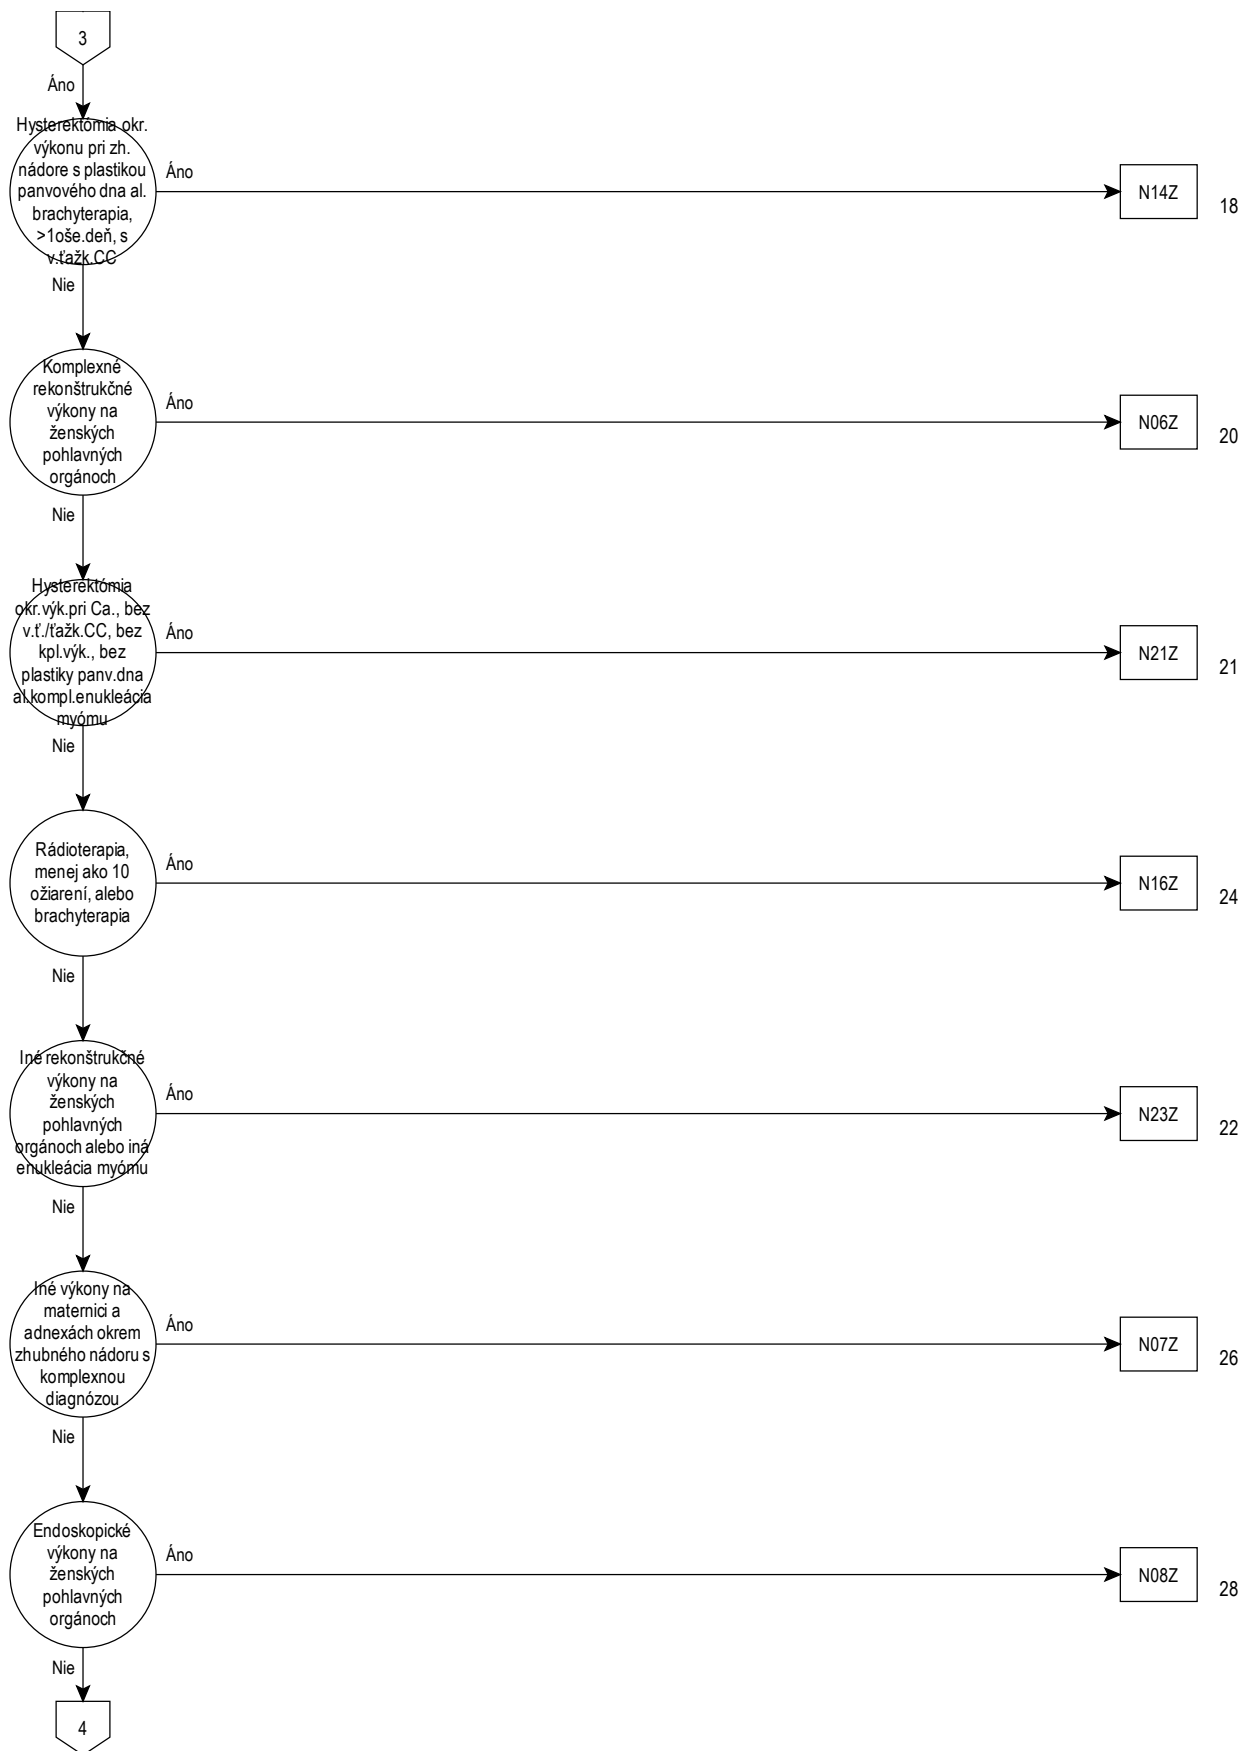 3
Áno
Hysterektómia okr.
výkonu pri zh.
nádore s plastikou
panvového dna al.
brachyterapia,
>1oše.deň, s
v.ťažk.CC
Áno
N14Z
18
Nie
Komplexné
rekonštrukčné
výkony na
ženských
pohlavných
orgánoch
Áno
N06Z
20
Nie
Hysterektómia
okr.výk.pri Ca., bez
v.ť./ťažk.CC, bez
kpl.výk., bez
plastiky panv.dna
al.kompl.enukleácia
myómu
Áno
N21Z
21
Nie
Rádioterapia,
menej ako 10
ožiarení, alebo
brachyterapia
Áno
N16Z
24
Nie
Iné rekonštrukčné
výkony na
ženských
pohlavných
orgánoch alebo iná
enukleácia myómu
Áno
N23Z
22
Nie
Iné výkony na
maternici a
adnexách okrem
zhubného nádoru s
komplexnou
diagnózou
Áno
N07Z
26
Nie
Endoskopické
výkony na
ženských
pohlavných
orgánoch
Áno
N08Z
28
Nie
4